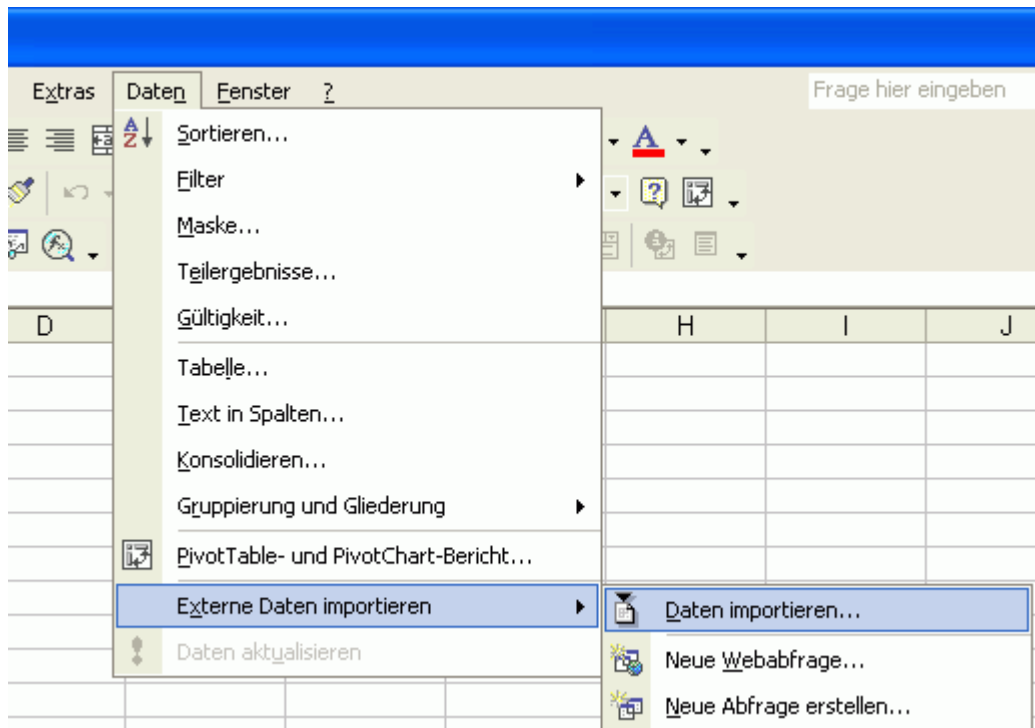 Extras Daten Fenster ? Frage hier eingeben
Sortieren...
Filter
Maske...
Teilergebnisse...
Gültigkeit...
D H I J
Tabelle...
Text in Spalten...
Konsolidieren...
Gruppierung und Gliederung
PivotTable- und PivotChart-Bericht...
Externe Daten importieren
Daten aktualisieren
Daten importieren...
Neue Webabfrage...
Neue Abfrage erstellen...